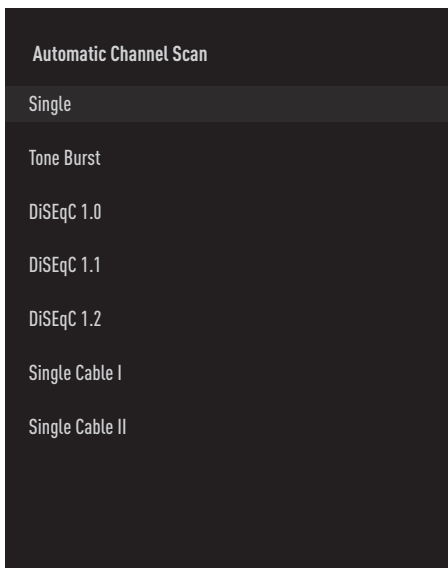 Automatic Channel Scan
Single
Tone Burst
DiSEqC 1.0
DiSEqC 1.1
DiSEqC 1.2
Single Cable I
Single Cable II